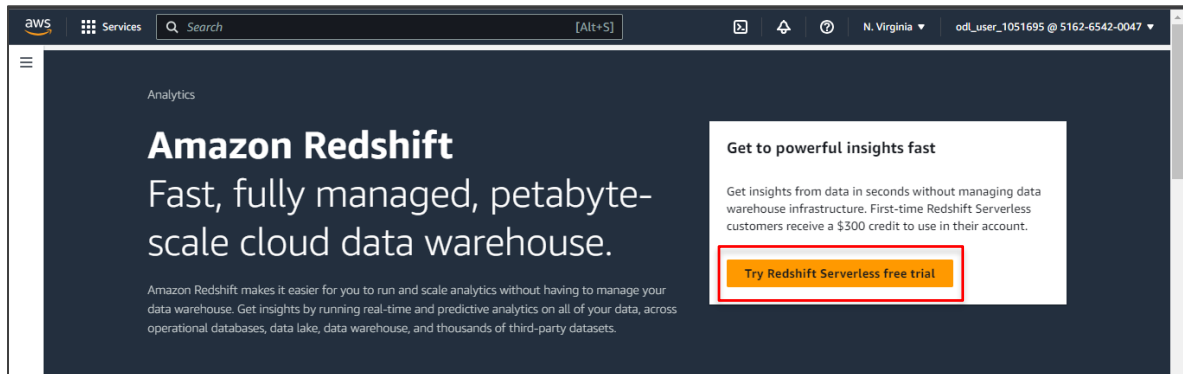 aws
Services
Search
[Alt+S]
N. Virginia
odl_user_1051695 @ 5162-6542-0047
Analytics
Amazon Redshift
Fast, fully managed, petabyte-
scale cloud data warehouse.
Amazon Redshift makes it easier for you to run and scale analytics without having to manage your
data warehouse. Get insights by running real-time and predictive analytics on all of your data, across
operational databases, data lake, data warehouse, and thousands of third-party datasets.
Get to powerful insights fast
Get insights from data in seconds without managing data
warehouse infrastructure. First-time Redshift Serverless
customers receive a $300 credit to use in their account.
Try Redshift Serverless free trial